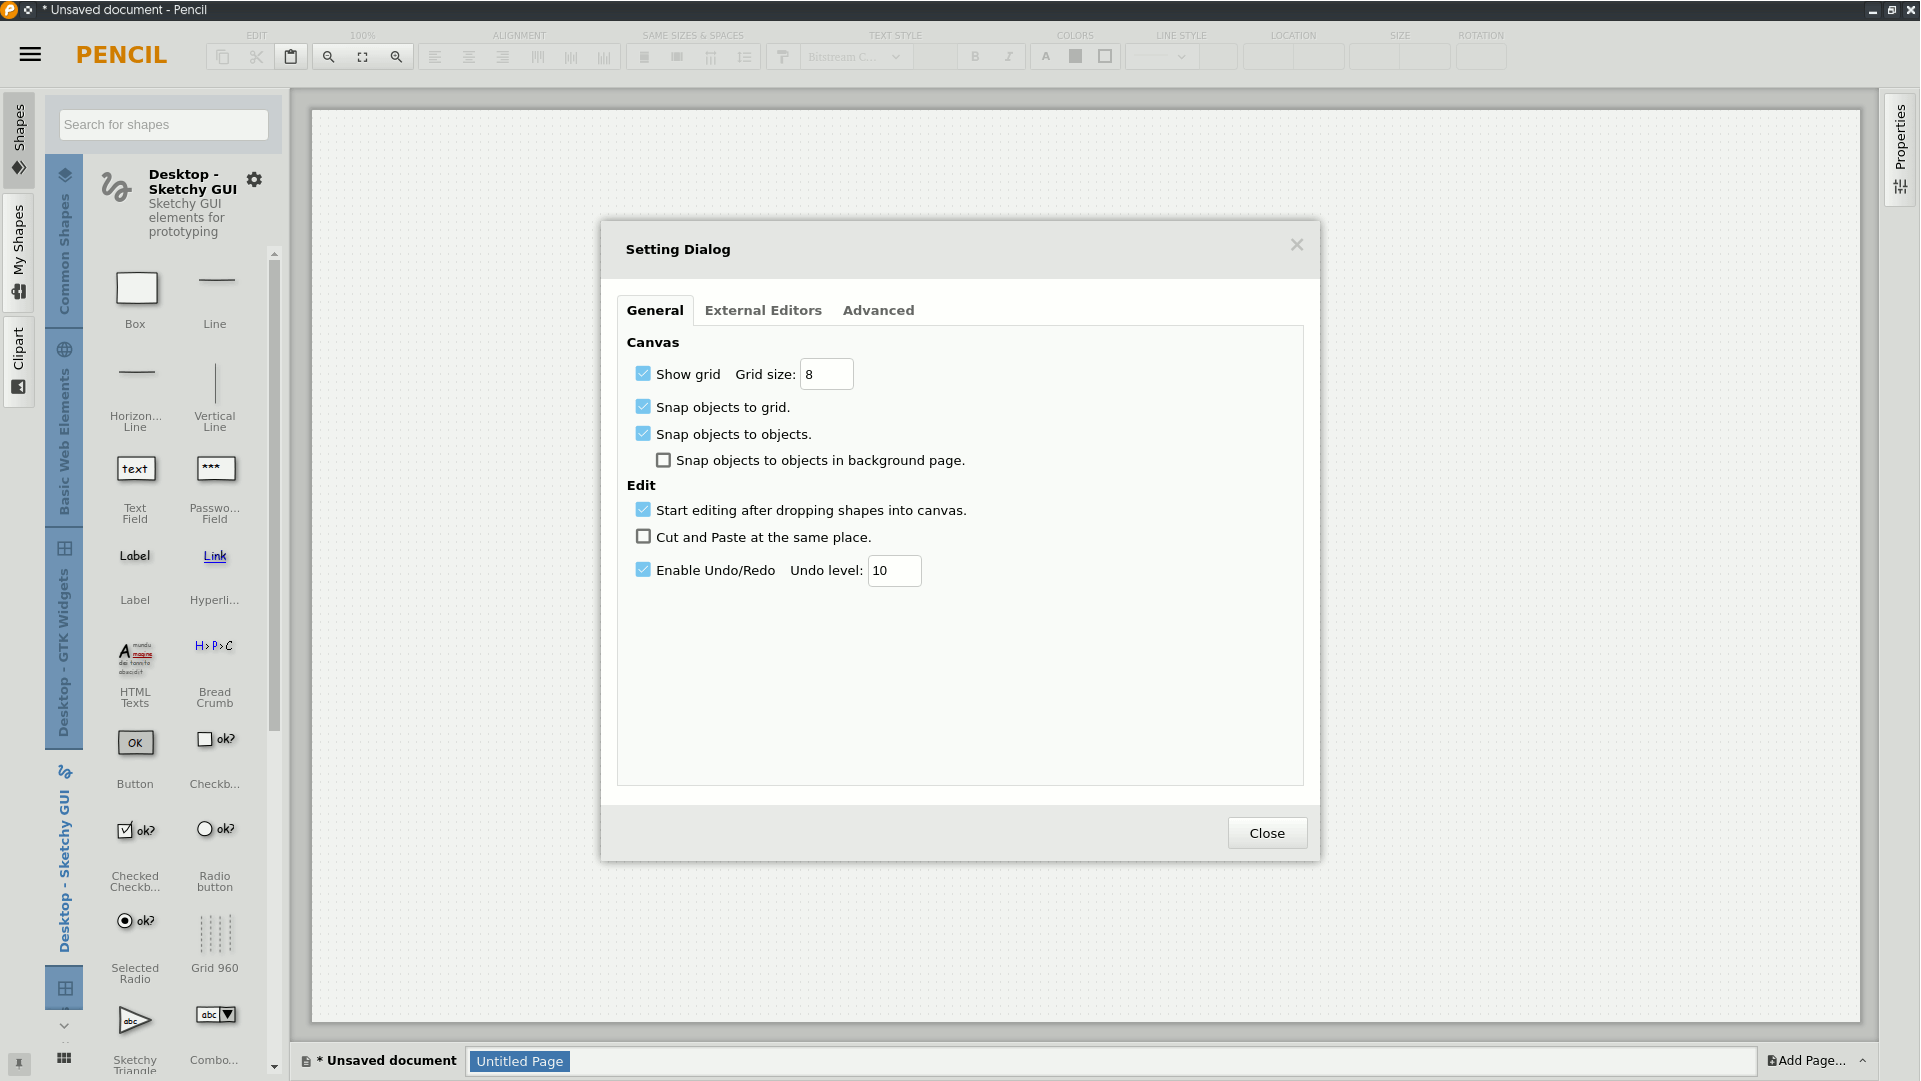 * Unsaved document - Pencil
PENCIL
EDIT
100%
ALIGNMENT
SAME SIZES & SPACES
TEXT STYLE
COLORS
LINE STYLE
LOCATION
SIZE
ROTATION
Bitstream C...
B
I
A
Shapes
My Shapes
Clipart
Search for shapes
Common Shapes
Basic Web Elements
Desktop - GTK Widgets
Desktop - Sketchy GUI
Desktop -
Sketchy GUI
Sketchy GUI
elements for
prototyping
Box
Line
Horizon...
Line
Vertical
Line
text
***
Text
Field
Passwo...
Field
Label
Link
Label
Hyperli...
A mundu
imagine
des tannito
abucidit
H> P> C
HTML
Texts
Bread
Crumb
OK
ok?
Button
Checkb...
ok?
ok?
Checked
Checkb...
Radio
button
ok?
Selected
Radio
Grid 960
abc
abc
Sketchy
Triangle
Combo...
Setting Dialog
General
External Editors
Advanced
Canvas
Show grid
Grid size:
8
Snap objects to grid.
Snap objects to objects.
Snap objects to objects in background page.
Edit
Start editing after dropping shapes into canvas.
Cut and Paste at the same place.
Enable Undo/Redo
Undo level:
10
Close
Properties
* Unsaved document
Untitled Page
Add Page...